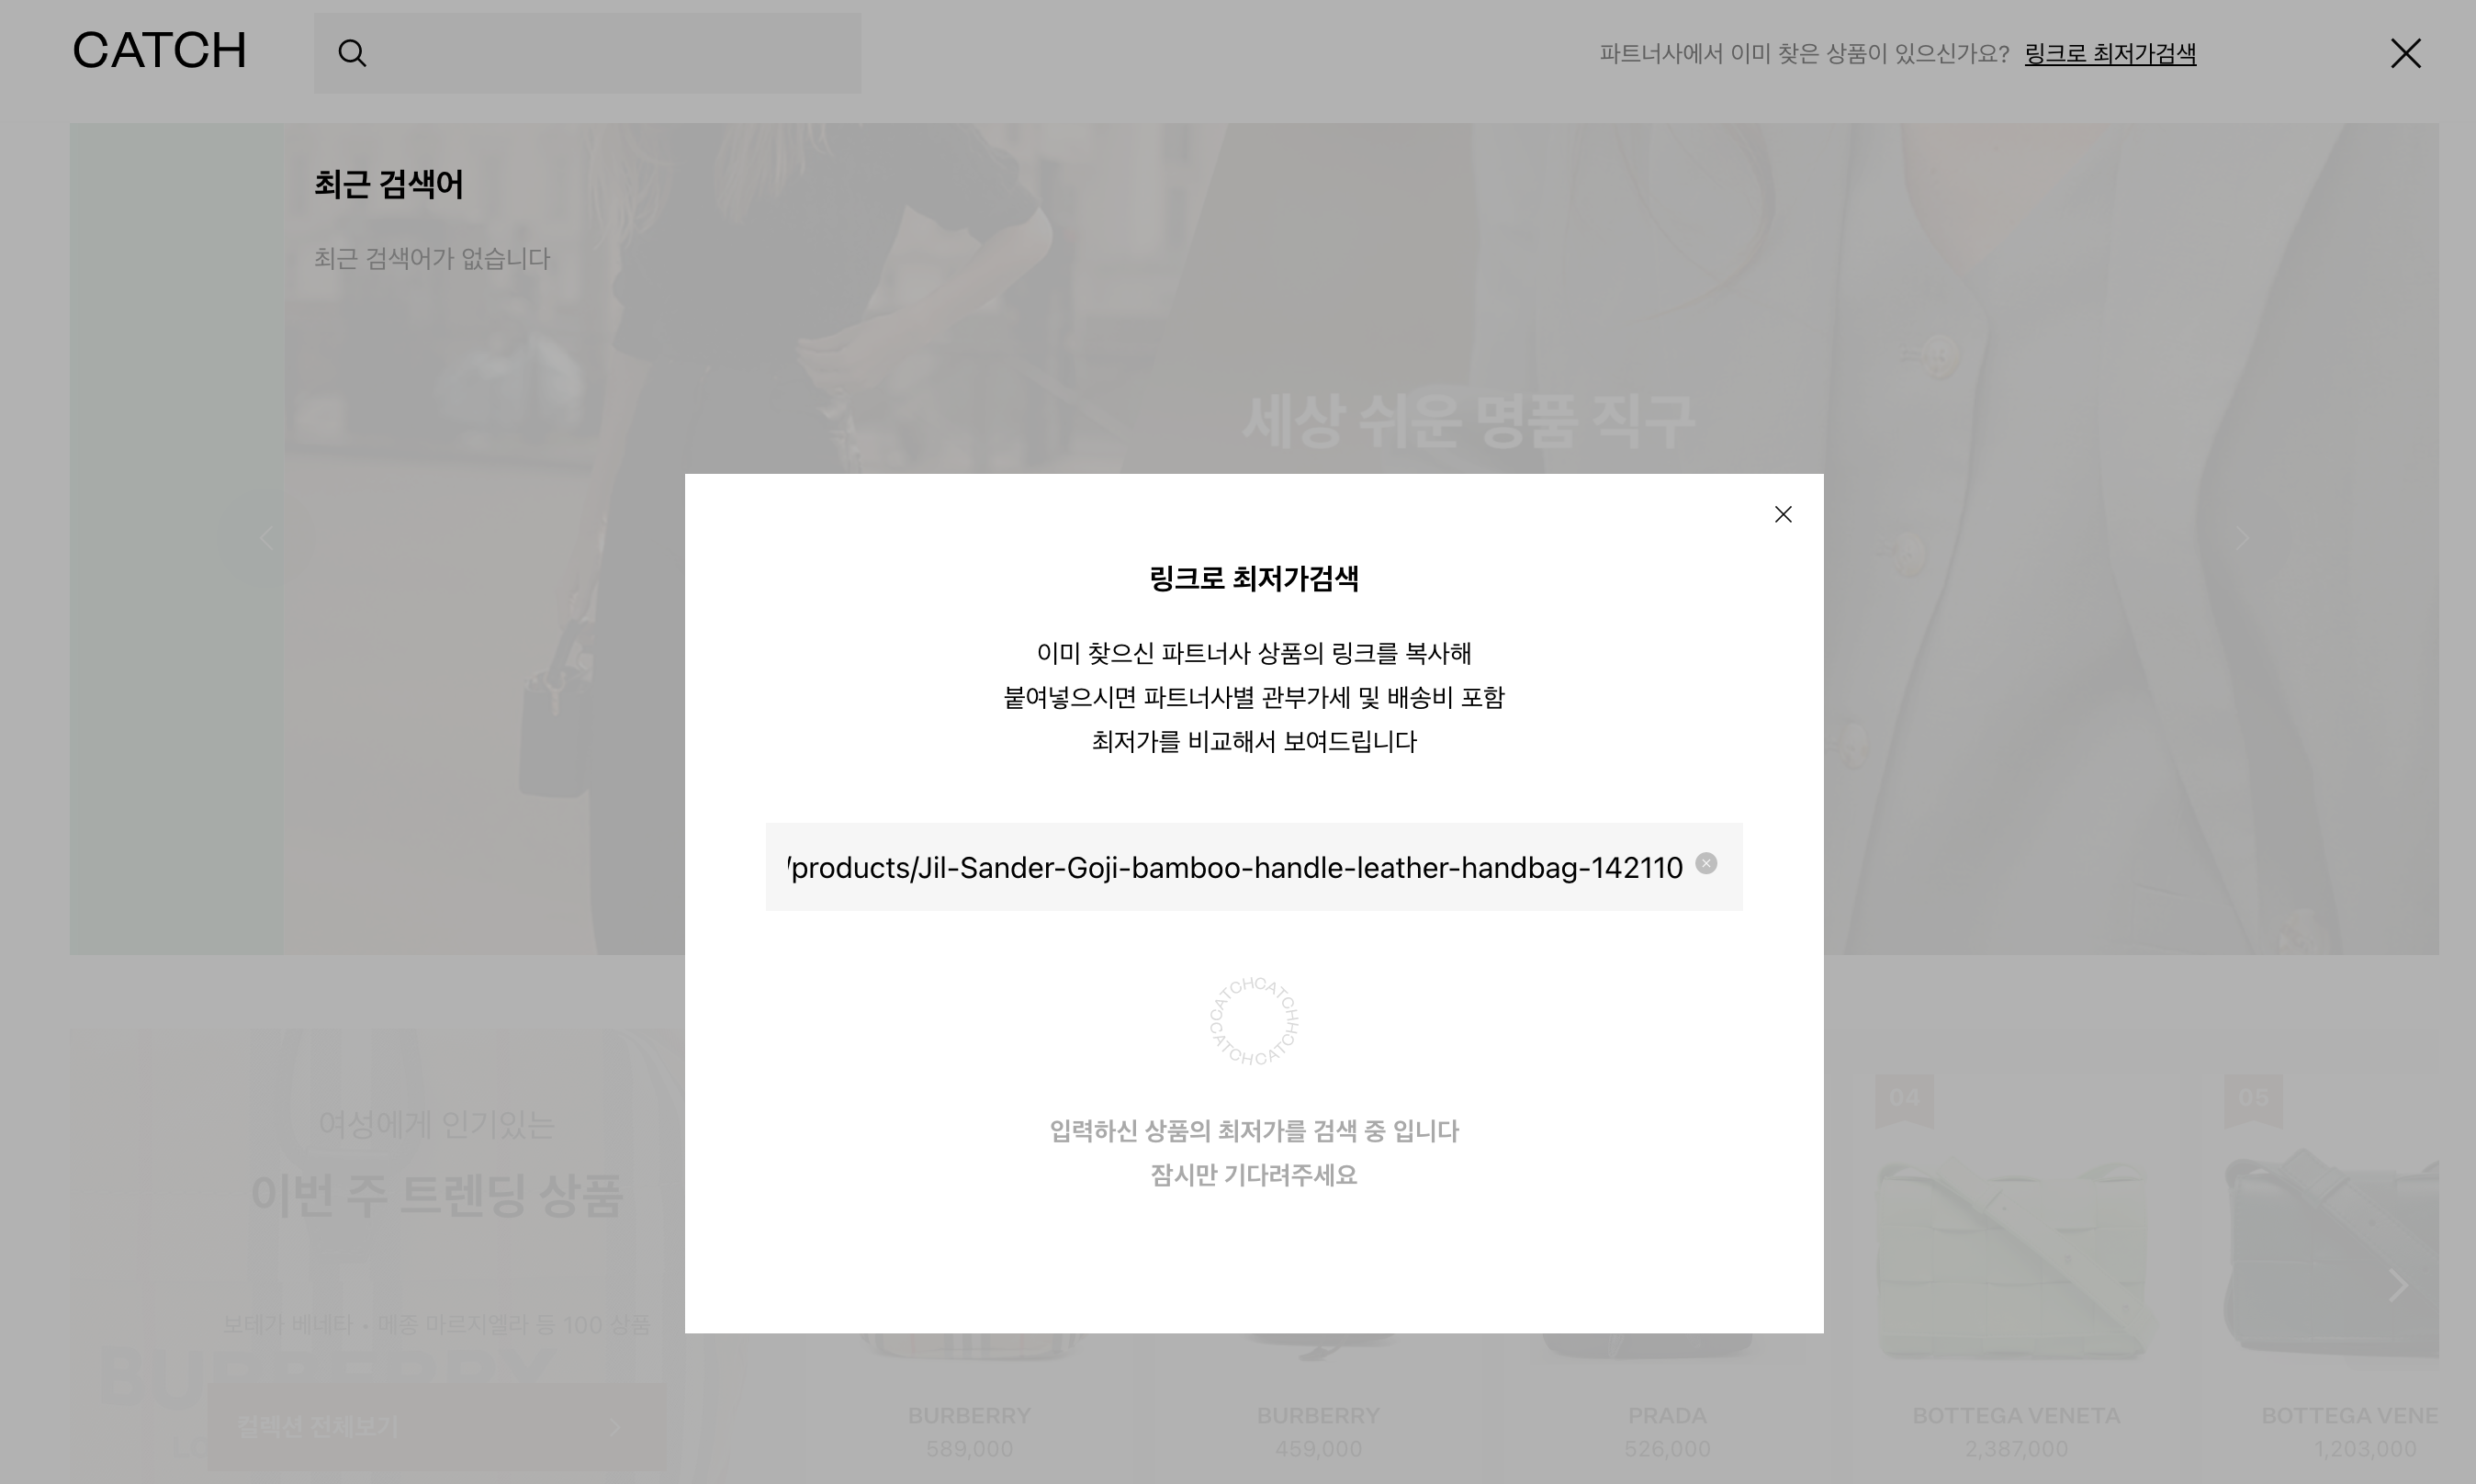 CATCH
파트너사에서 이미 찾은 상품이 있으신가요? 링크로 최저가검색
최근 검색어
최근 검색어가 없습니다
세상 쉬운 명품 직구
링크로 최저가검색
이미 찾으신 파트너사 상품의 링크를 복사해
붙여넣으시면 파트너사별 관부가세 및 배송비 포함
최저가를 비교해서 보여드립니다
/products/Jil-Sander-Goji-bamboo-handle-leather-handbag-142110
CATCHCATCHCATCHCATCHC
입력하신 상품의 최저가를 검색 중 입니다
잠시만 기다려주세요
여성에게 인기있는
이번 주 트렌딩 상품
보테가 베네타 • 메종 마르지엘라 등 100 상품
BURBERRY
컬렉션 전체보기
04
05
BURBERRY
589,000
BURBERRY
459,000
PRADA
526,000
BOTTEGA VENETA
2,387,000
BOTTEGA VENE
1,203,000